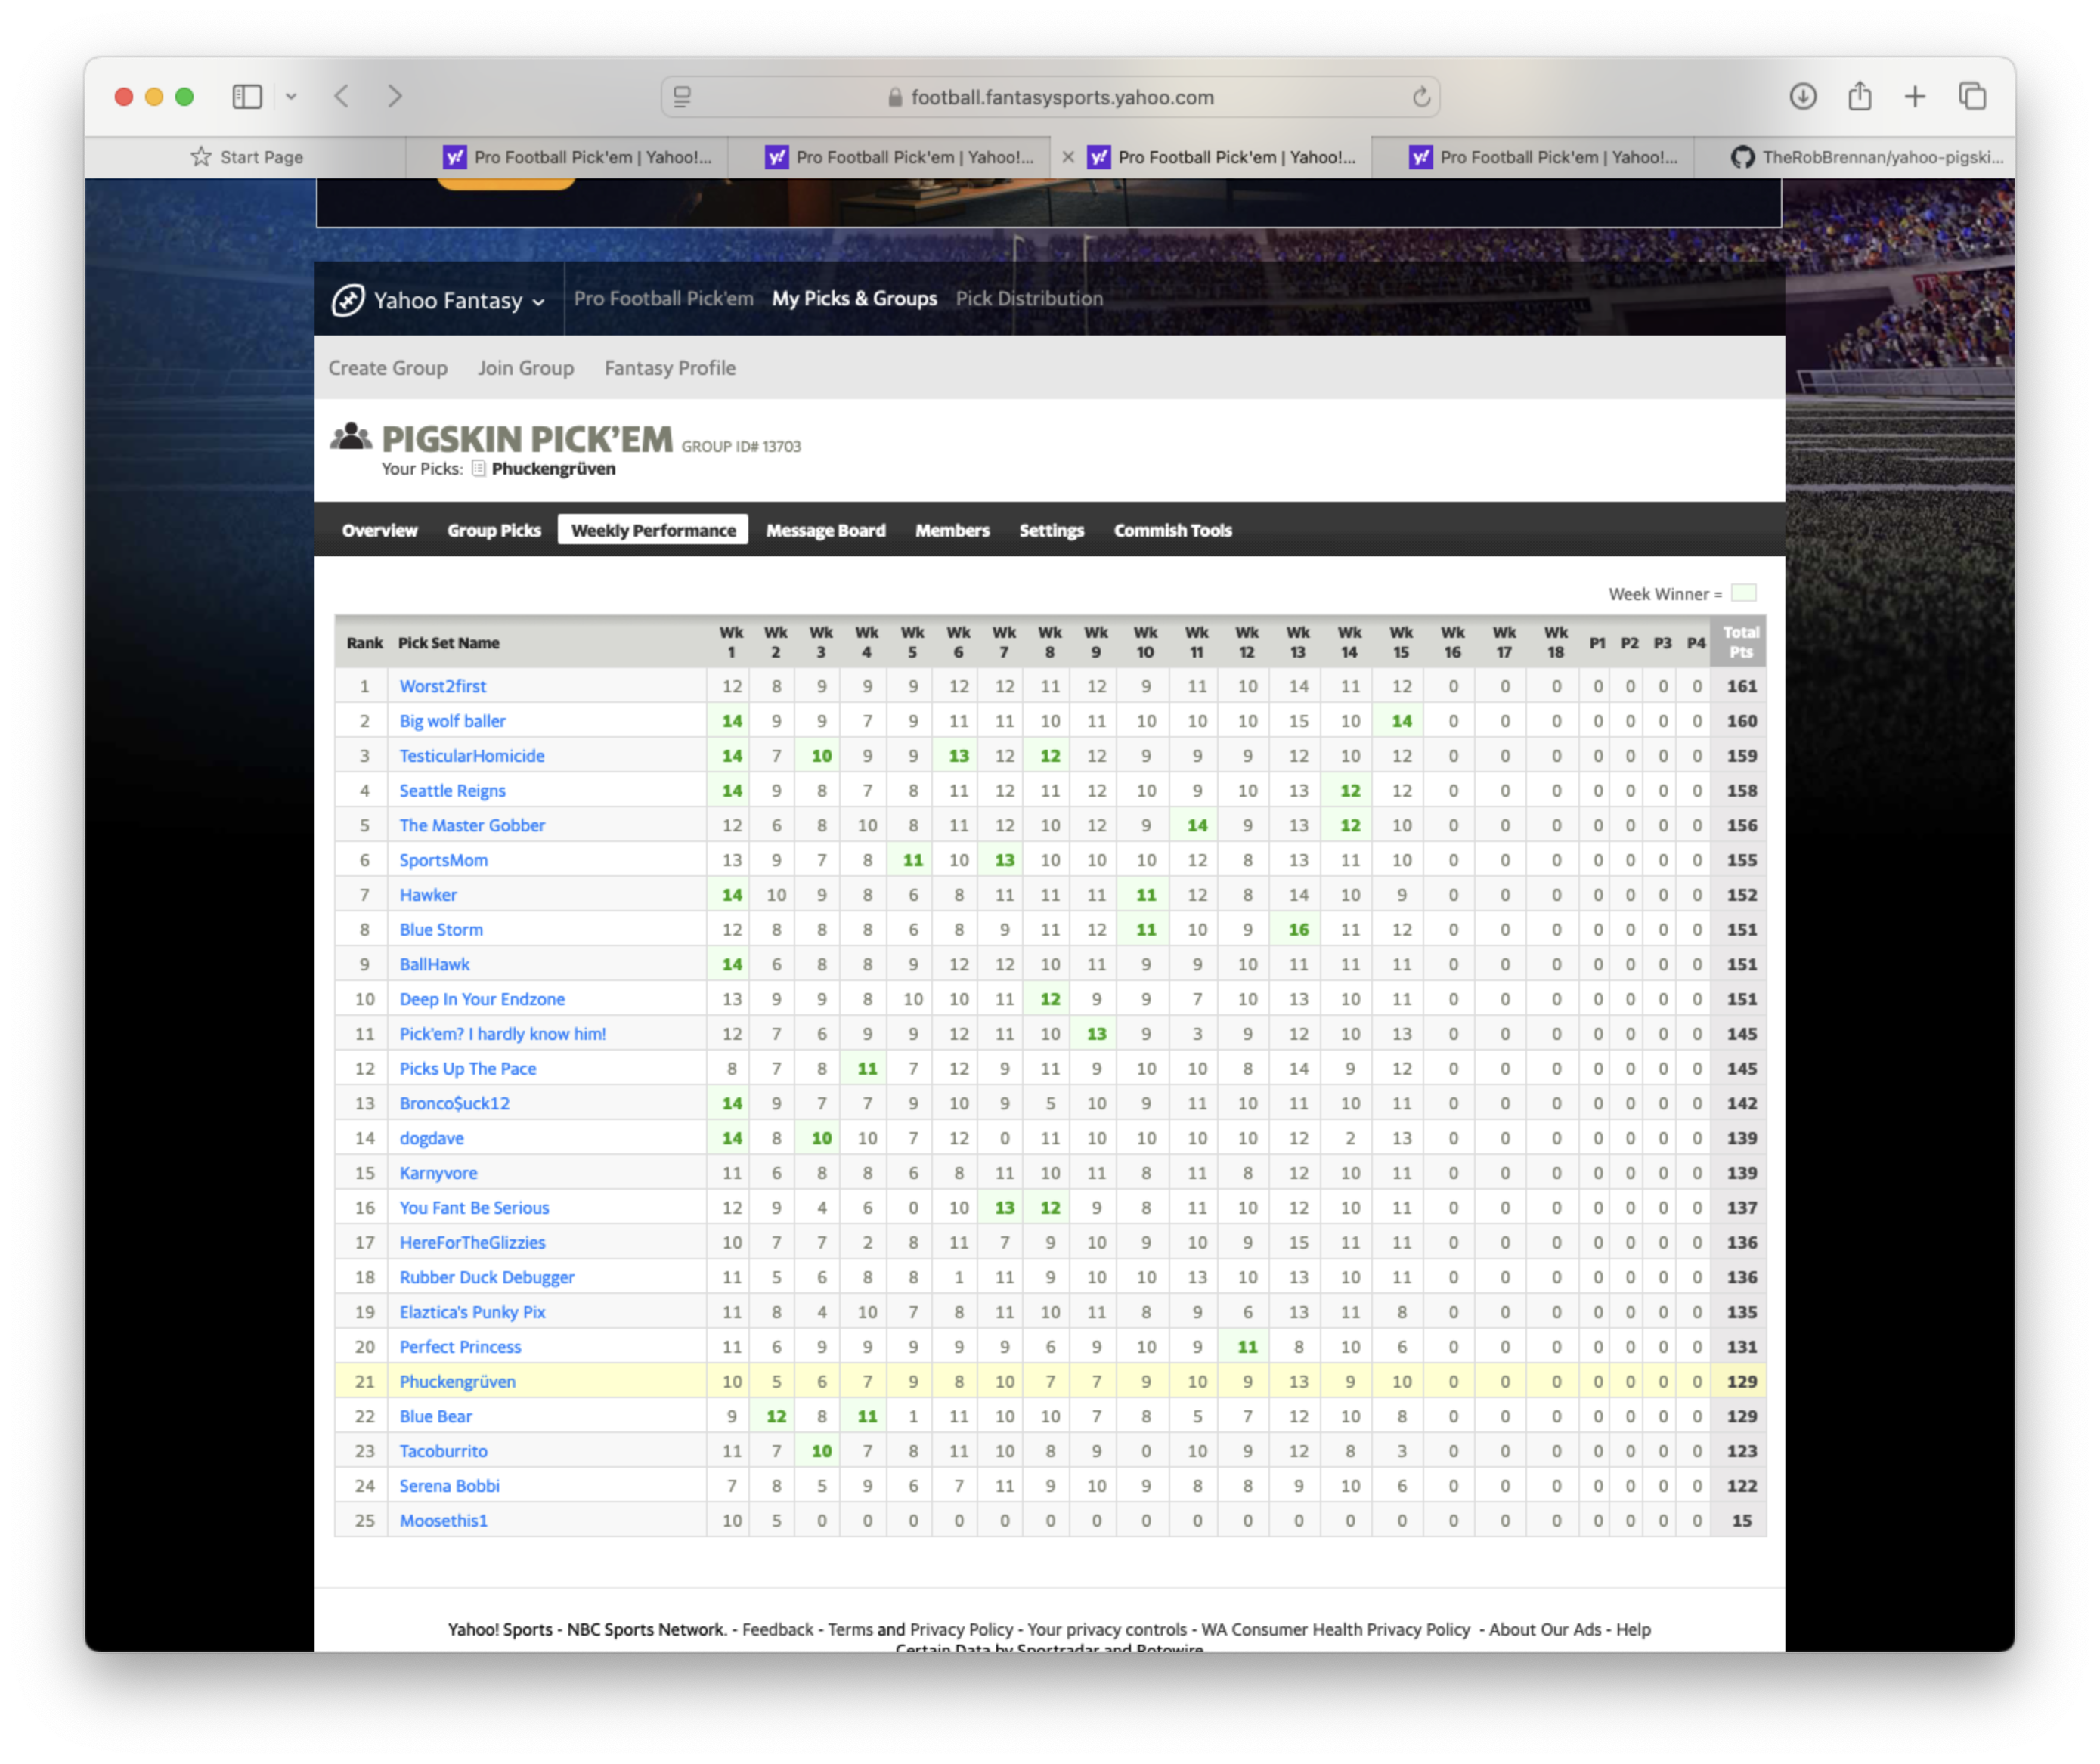 football.fantasysports.yahoo.com
Start Page
Pro Football Pick'em | Yahoo!...
Pro Football Pick'em | Yahoo!...
Pro Football Pick'em | Yahoo!...
Pro Football Pick'em | Yahoo!...
TheRobBrennan/yahoo-pigski...
Yahoo Fantasy Pro Football Pick'em My Picks & Groups Pick Distribution
Create Group Join Group Fantasy Profile
PIGSKIN PICK'EM GROUP ID# 13703
Your Picks: Phuckengrüven
Overview Group Picks Weekly Performance Message Board Members Settings Commish Tools
Week Winner =
Rank Pick Set Name Wk 1 Wk 2 Wk 3 Wk 4 Wk 5 Wk 6 Wk 7 Wk 8 Wk 9 Wk 10 Wk 11 Wk 12 Wk 13 Wk 14 Wk 15 Wk 16 Wk 17 Wk 18 P1 P2 P3 P4 Total Pts
1 Worst2first 12 8 9 9 9 12 12 11 12 9 11 10 14 11 12 0 0 0 0 0 0 0 161
2 Big wolf baller 14 9 9 7 9 11 11 10 11 10 10 10 15 10 14 0 0 0 0 0 0 0 160
3 TesticularHomicide 14 7 10 9 9 13 12 12 12 9 9 9 12 10 12 0 0 0 0 0 0 0 159
4 Seattle Reigns 14 9 8 7 8 11 12 11 12 10 9 10 13 12 12 0 0 0 0 0 0 0 158
5 The Master Gobber 12 6 8 10 8 11 12 10 12 9 14 9 13 12 10 0 0 0 0 0 0 0 156
6 SportsMom 13 9 7 8 11 10 13 10 10 10 12 8 13 11 10 0 0 0 0 0 0 0 155
7 Hawker 14 10 9 8 6 8 11 11 11 11 12 8 14 10 9 0 0 0 0 0 0 0 152
8 Blue Storm 12 8 8 8 6 8 9 11 12 11 10 9 16 11 12 0 0 0 0 0 0 0 151
9 BallHawk 14 6 8 8 9 12 12 10 11 9 9 10 11 11 11 0 0 0 0 0 0 0 151
10 Deep In Your Endzone 13 9 9 8 10 10 11 12 9 9 7 10 13 10 11 0 0 0 0 0 0 0 151
11 Pick'em? I hardly know him! 12 7 6 9 9 12 11 10 13 9 3 9 12 10 13 0 0 0 0 0 0 0 145
12 Picks Up The Pace 8 7 8 11 7 12 9 11 9 10 10 8 14 9 12 0 0 0 0 0 0 0 145
13 Bronco$uck12 14 9 7 7 9 10 9 5 10 9 11 10 11 10 11 0 0 0 0 0 0 0 142
14 dogdave 14 8 10 10 7 12 0 11 10 10 10 10 12 2 13 0 0 0 0 0 0 0 139
15 Karnyvore 11 6 8 8 6 8 11 10 11 8 11 8 12 10 11 0 0 0 0 0 0 0 139
16 You Fant Be Serious 12 9 4 6 0 10 13 12 9 8 11 10 12 10 11 0 0 0 0 0 0 0 137
17 HereForTheGlizzies 10 7 7 2 8 11 7 9 10 9 10 9 15 11 11 0 0 0 0 0 0 0 136
18 Rubber Duck Debugger 11 5 6 8 8 1 11 9 10 10 13 10 13 10 11 0 0 0 0 0 0 0 136
19 Elaztica's Punky Pix 11 8 4 10 7 8 11 10 11 8 9 6 13 11 8 0 0 0 0 0 0 0 135
20 Perfect Princess 11 6 9 9 9 9 9 6 9 10 9 11 8 10 6 0 0 0 0 0 0 0 131
21 Phuckengrüven 10 5 6 7 9 8 10 7 7 9 10 9 13 9 10 0 0 0 0 0 0 0 129
22 Blue Bear 9 12 8 11 1 11 10 10 7 8 5 7 12 10 8 0 0 0 0 0 0 0 129
23 Tacoburrito 11 7 10 7 8 11 10 8 9 0 10 9 12 8 3 0 0 0 0 0 0 0 123
24 Serena Bobbi 7 8 5 9 6 7 11 9 10 9 8 8 9 10 6 0 0 0 0 0 0 0 122
25 Moosethis1 10 5 0 0 0 0 0 0 0 0 0 0 0 0 0 0 0 0 0 0 0 0 15
Yahoo! Sports - NBC Sports Network. - Feedback - Terms and Privacy Policy - Your privacy controls - WA Consumer Health Privacy Policy - About Our Ads - Help
Certain Data by Sportradar and Rotowire